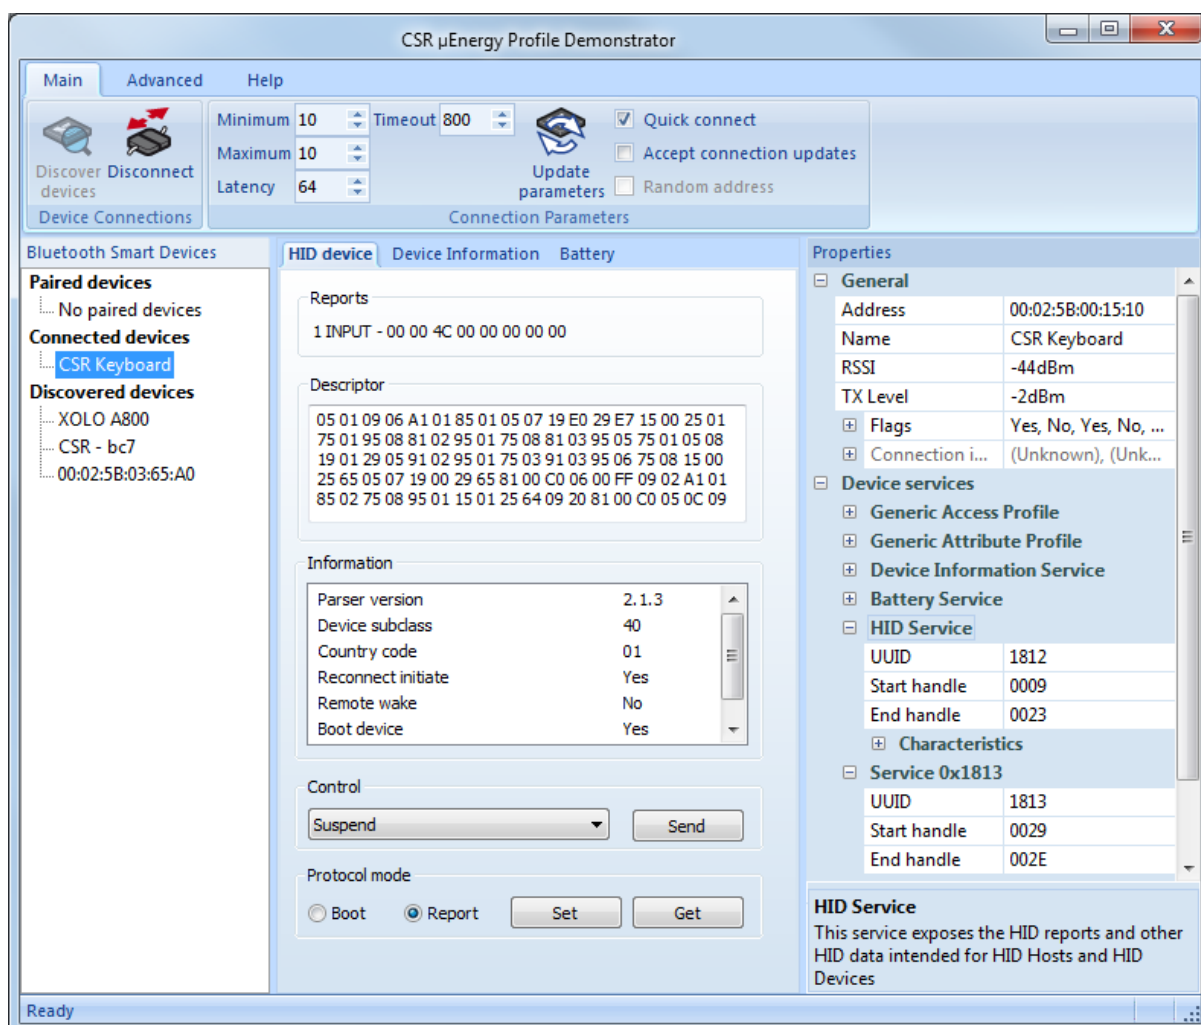 CSR µEnergy Profile Demonstrator
Main Advanced Help
Discover devices
Disconnect
Device Connections
Minimum 10 Timeout 800
Maximum 10
Latency 64
Update parameters
Quick connect
Accept connection updates
Random address
Connection Parameters
Bluetooth Smart Devices
Paired devices
No paired devices
Connected devices
CSR Keyboard
Discovered devices
XOLO A800
CSR - bc7
00:02:5B:03:65:A0
HID device Device Information Battery
Reports
1 INPUT - 00 00 4C 00 00 00 00 00
Descriptor
05 01 09 06 A1 01 85 01 05 07 19 E0 29 E7 15 00 25 01
75 01 95 08 81 02 95 01 75 08 81 03 95 05 75 01 05 08
19 01 29 05 91 02 95 01 75 03 91 03 95 06 75 08 15 00
25 65 05 07 19 00 29 65 81 00 C0 06 00 FF 09 02 A1 01
85 02 75 08 95 01 15 01 25 64 09 20 81 00 C0 05 0C 09
Information
Parser version 2.1.3
Device subclass 40
Country code 01
Reconnect initiate Yes
Remote wake No
Boot device Yes
Control
Suspend Send
Protocol mode
Boot Report Set Get
Properties
General
Address 00:02:5B:00:15:10
Name CSR Keyboard
RSSI -44dBm
TX Level -2dBm
Flags Yes, No, Yes, No, ...
Connection i... (Unknown), (Unk...
Device services
Generic Access Profile
Generic Attribute Profile
Device Information Service
Battery Service
HID Service
UUID 1812
Start handle 0009
End handle 0023
Characteristics
Service 0x1813
UUID 1813
Start handle 0029
End handle 002E
HID Service
This service exposes the HID reports and other
HID data intended for HID Hosts and HID
Devices
Ready